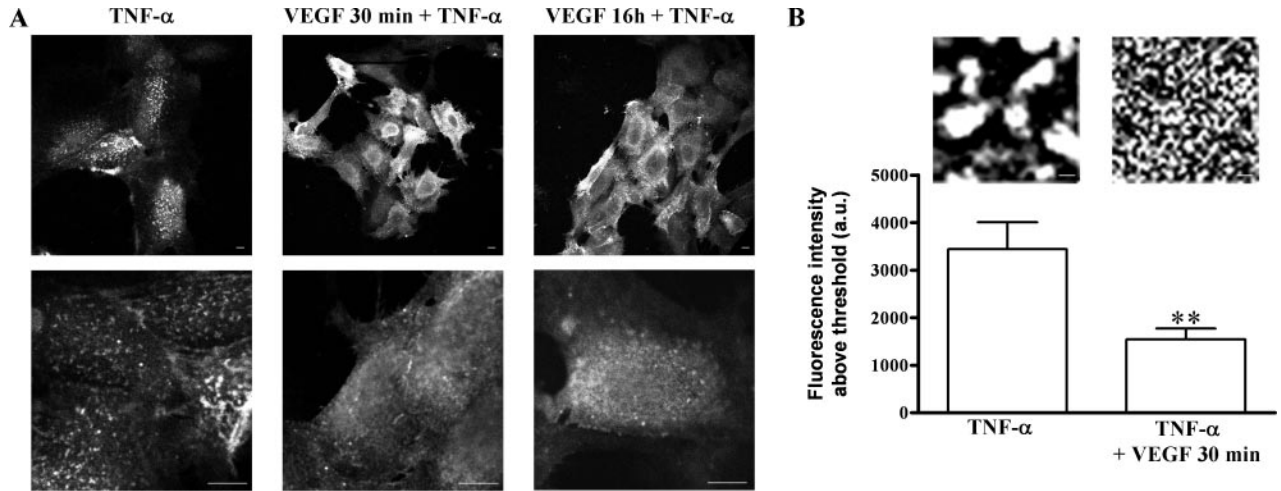 A
TNF-α
VEGF 30 min + TNF-α
VEGF 16h + TNF-α
B
Fluorescence intensity
above threshold (a.u.)
5000
4000
3000
2000
1000
0
**
TNF-α
TNF-α
+ VEGF 30 min